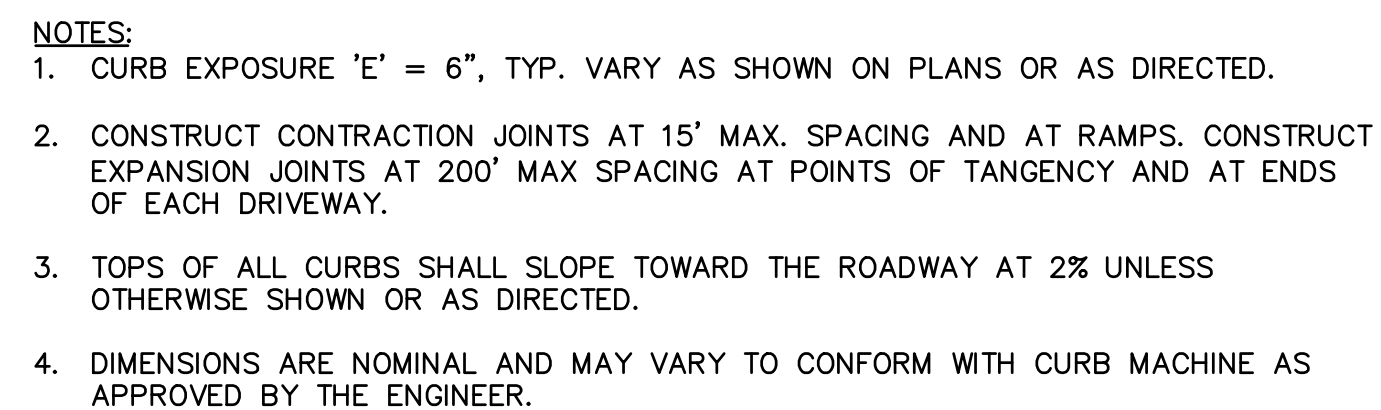 NOTES:
1. CURB EXPOSURE 'E' = 6", TYP. VARY AS SHOWN ON PLANS OR AS DIRECTED.
2. CONSTRUCT CONTRACTION JOINTS AT 15' MAX. SPACING AND AT RAMPS. CONSTRUCT
EXPANSION JOINTS AT 200' MAX SPACING AT POINTS OF TANGENCY AND AT ENDS
OF EACH DRIVEWAY.
3. TOPS OF ALL CURBS SHALL SLOPE TOWARD THE ROADWAY AT 2% UNLESS
OTHERWISE SHOWN OR AS DIRECTED.
4. DIMENSIONS ARE NOMINAL AND MAY VARY TO CONFORM WITH CURB MACHINE AS
APPROVED BY THE ENGINEER.